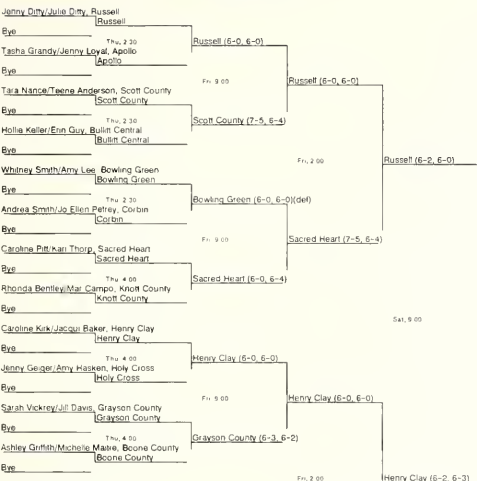 Jenny Ditty/Julie Ditty, Russell
Russell
Bye
Thu, 2:30
Russell (6-0, 6-0)
Tasha Grandy/Jenny Loyal, Apollo
Apollo
Bye
Fri. 9:00
Russell (6-0, 6-0)
Tara Nance/Teene Anderson, Scott County
Scott County
Bye
Thu, 2:30
Scott County (7-5, 6-4)
Hollie Keller/Erin Guy, Bullitt Central
Bullitt Central
Bye
Fri, 2:00
Russell (6-2, 6-0)
Whitney Smith/Amy Lee Bowling Green
Bowling Green
Bye
Thu 2:30
Bowling Green (6-0, 6-0)(def)
Andrea Smith/Jo Ellen Petrey, Corbin
Corbin
Bye
Fri 9:00
Sacred Heart (7-5, 6-4)
Caroline Pitt/Kari Thorp, Sacred Heart
Sacred Heart
Bye
Thu 4:00
Sacred Heart (6-0, 6-4)
Rhonda Bentley/Mar Campo, Knott County
Knott County
Bye
Sat, 9:00
Caroline Kirk/Jacqui Baker, Henry Clay
Henry Clay
Bye
Thu 4:00
Henry Clay (6-0, 6-0)
Jenny Geiger/Amy Hasken, Holy Cross
Holy Cross
Bye
Fri 9:00
Henry Clay (6-0, 6-0)
Sarah Vickrey/Jill Davis, Grayson County
Grayson County
Bye
Thu, 4:00
Grayson County (6-3, 6-2)
Ashley Griffith/Michelle Maitre, Boone County
Boone County
Bye
Fri, 2:00
Henry Clay (6-2, 6-3)